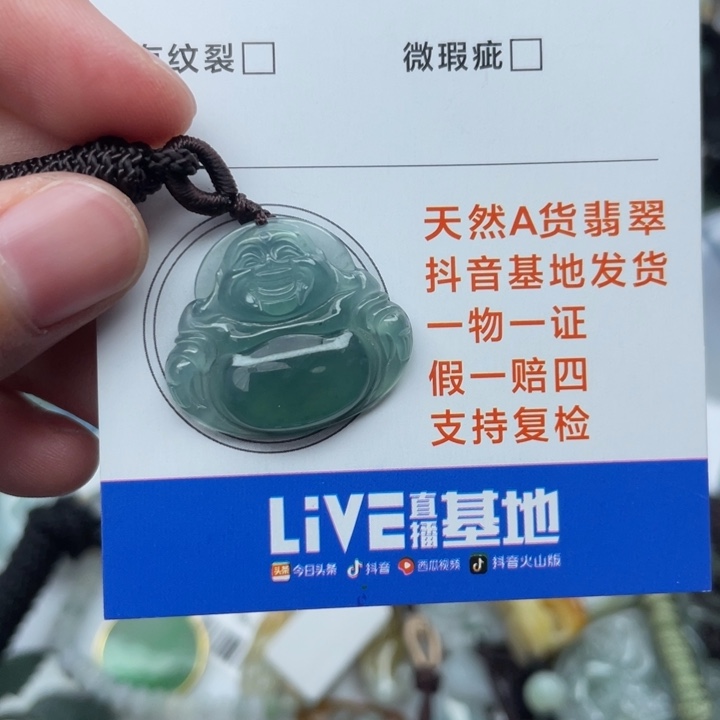 纹裂□ 微瑕疵□
天然A货翡翠
抖音基地发货
一物一证
假一赔四
支持复检
LiVE直播基地
头条 今日头条 抖音 西瓜视频 抖音火山版